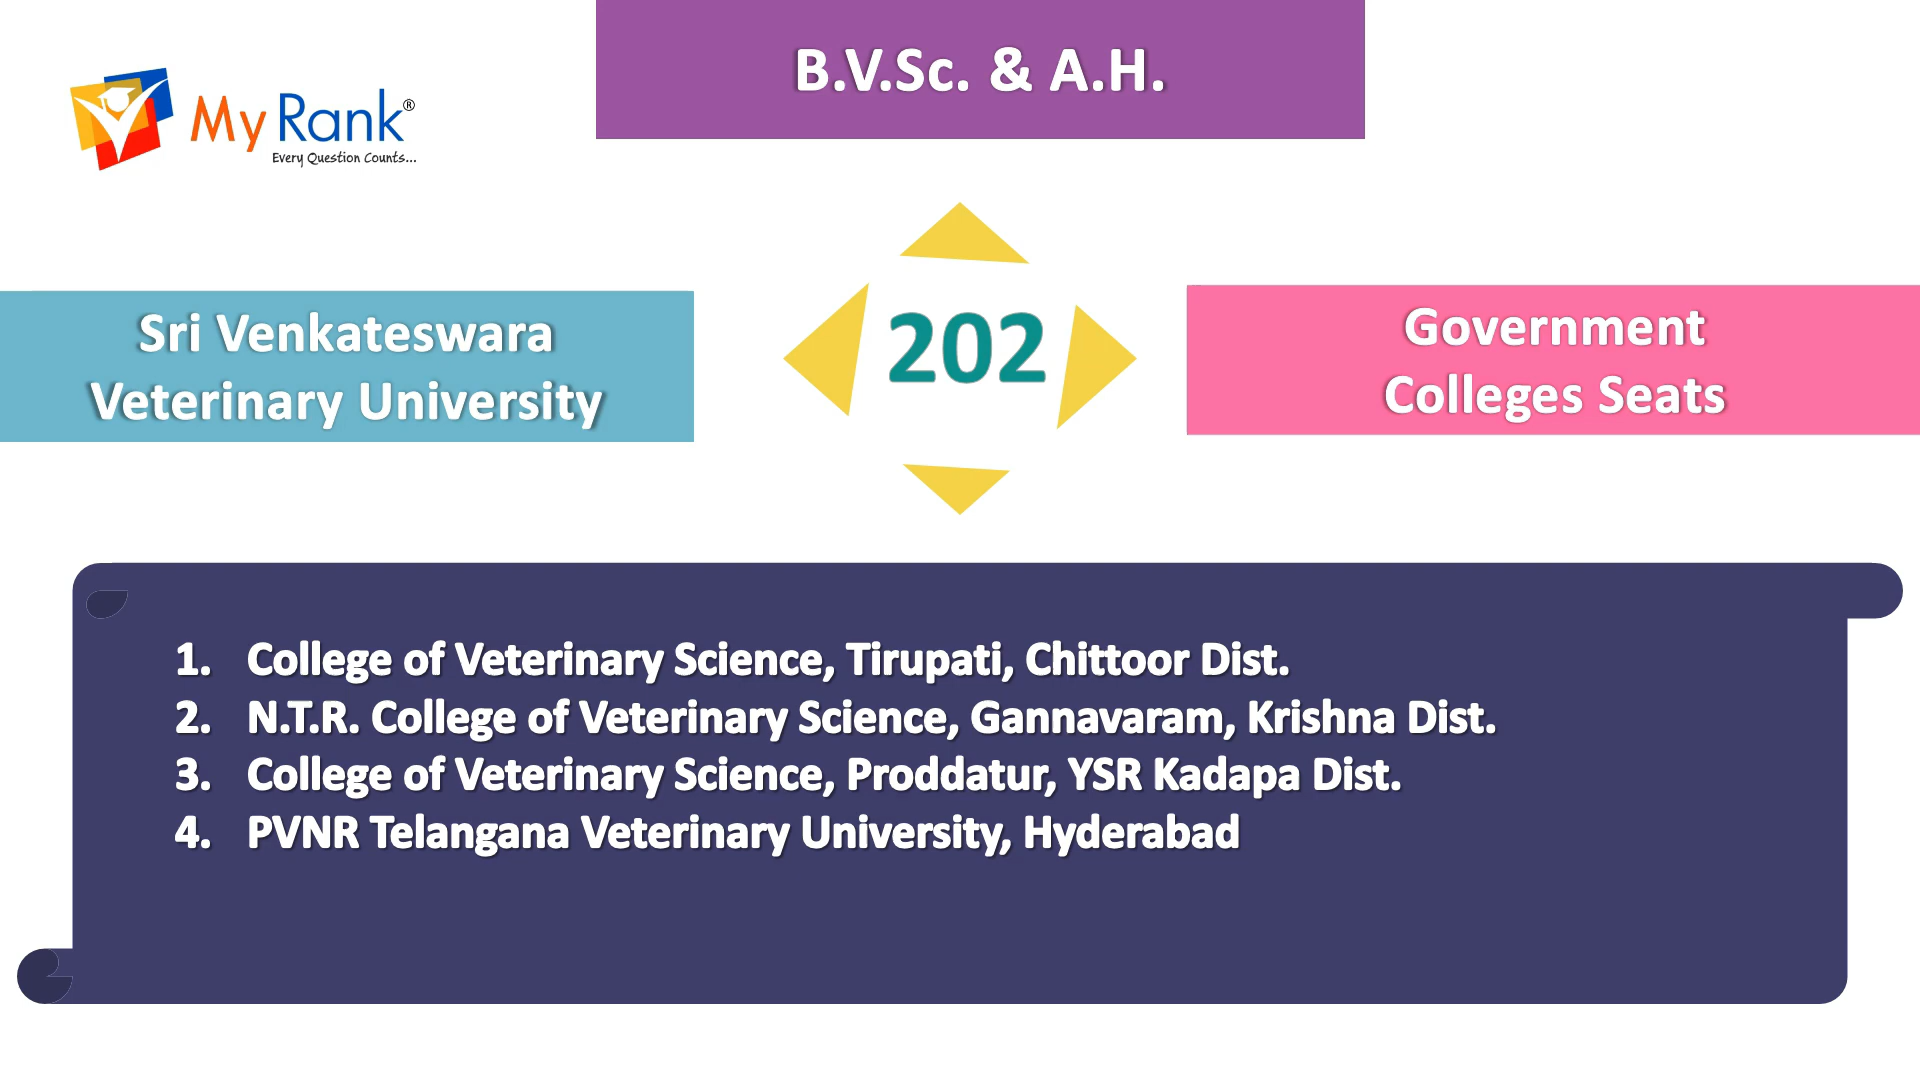 B.V.Sc. & A.H.
My Rank®
Every Question Counts...
Sri Venkateswara
Veterinary University
202
Government
Colleges Seats
1. College of Veterinary Science, Tirupati, Chittoor Dist.
2. N.T.R. College of Veterinary Science, Gannavaram, Krishna Dist.
3. College of Veterinary Science, Proddatur, YSR Kadapa Dist.
4. PVNR Telangana Veterinary University, Hyderabad